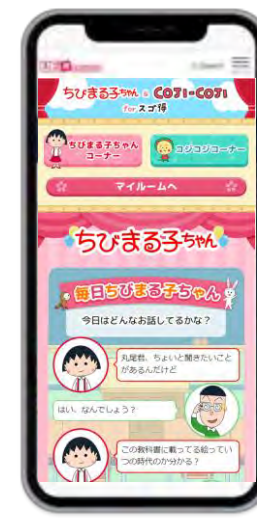 ちびまる子ちゃん & COJI-COJI
for スゴ得
ちびまる子ちゃん
コーナー
コジコジコーナー
マイルームへ
ちびまる子ちゃん
毎日ちびまる子ちゃん
今日はどんなお話してるかな？
丸尾君、ちょいと聞きたいこと
があるんだけど
はい、なんでしょう？
この教科書に載ってる絵ってい
つの時代のか分かる？